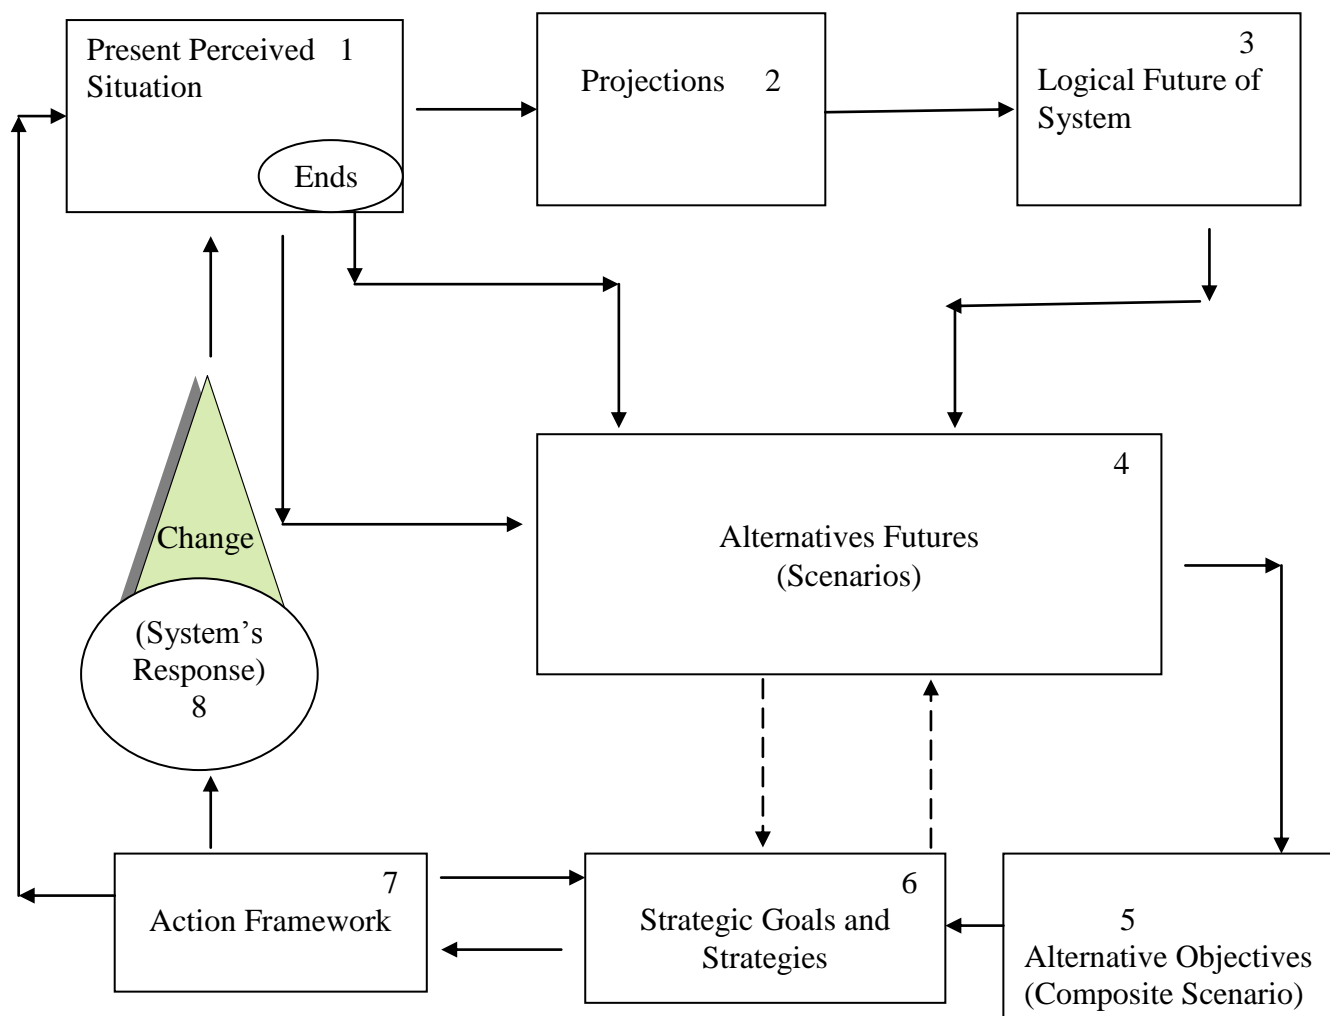 Present Perceived 1
Situation
Ends
Projections 2
3
Logical Future of
System
4
Alternatives Futures
(Scenarios)
Change
(System’s
Response)
8
7
Action Framework
6
Strategic Goals and
Strategies
5
Alternative Objectives
(Composite Scenario)